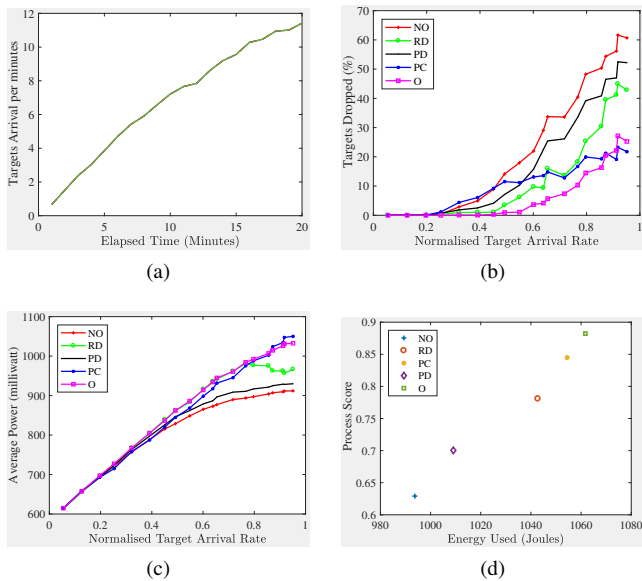 12
10
8
6
4
2
0
0
5
10
15
20
Targets Arrival per minutes
Elapsed Time (Minutes)
(a)
70
60
50
40
30
20
10
0
0
0.2
0.4
0.6
0.8
1
Targets Dropped (%)
Normalised Target Arrival Rate
NO
RD
PD
PC
O
(b)
1100
1000
900
800
700
600
0
0.2
0.4
0.6
0.8
1
Average Power (milliwatt)
Normalised Target Arrival Rate
NO
RD
PD
PC
O
(c)
0.9
0.85
0.8
0.75
0.7
0.65
0.6
980
1000
1020
1040
1060
1080
Process Score
Energy Used (Joules)
NO
RD
PC
PD
O
(d)